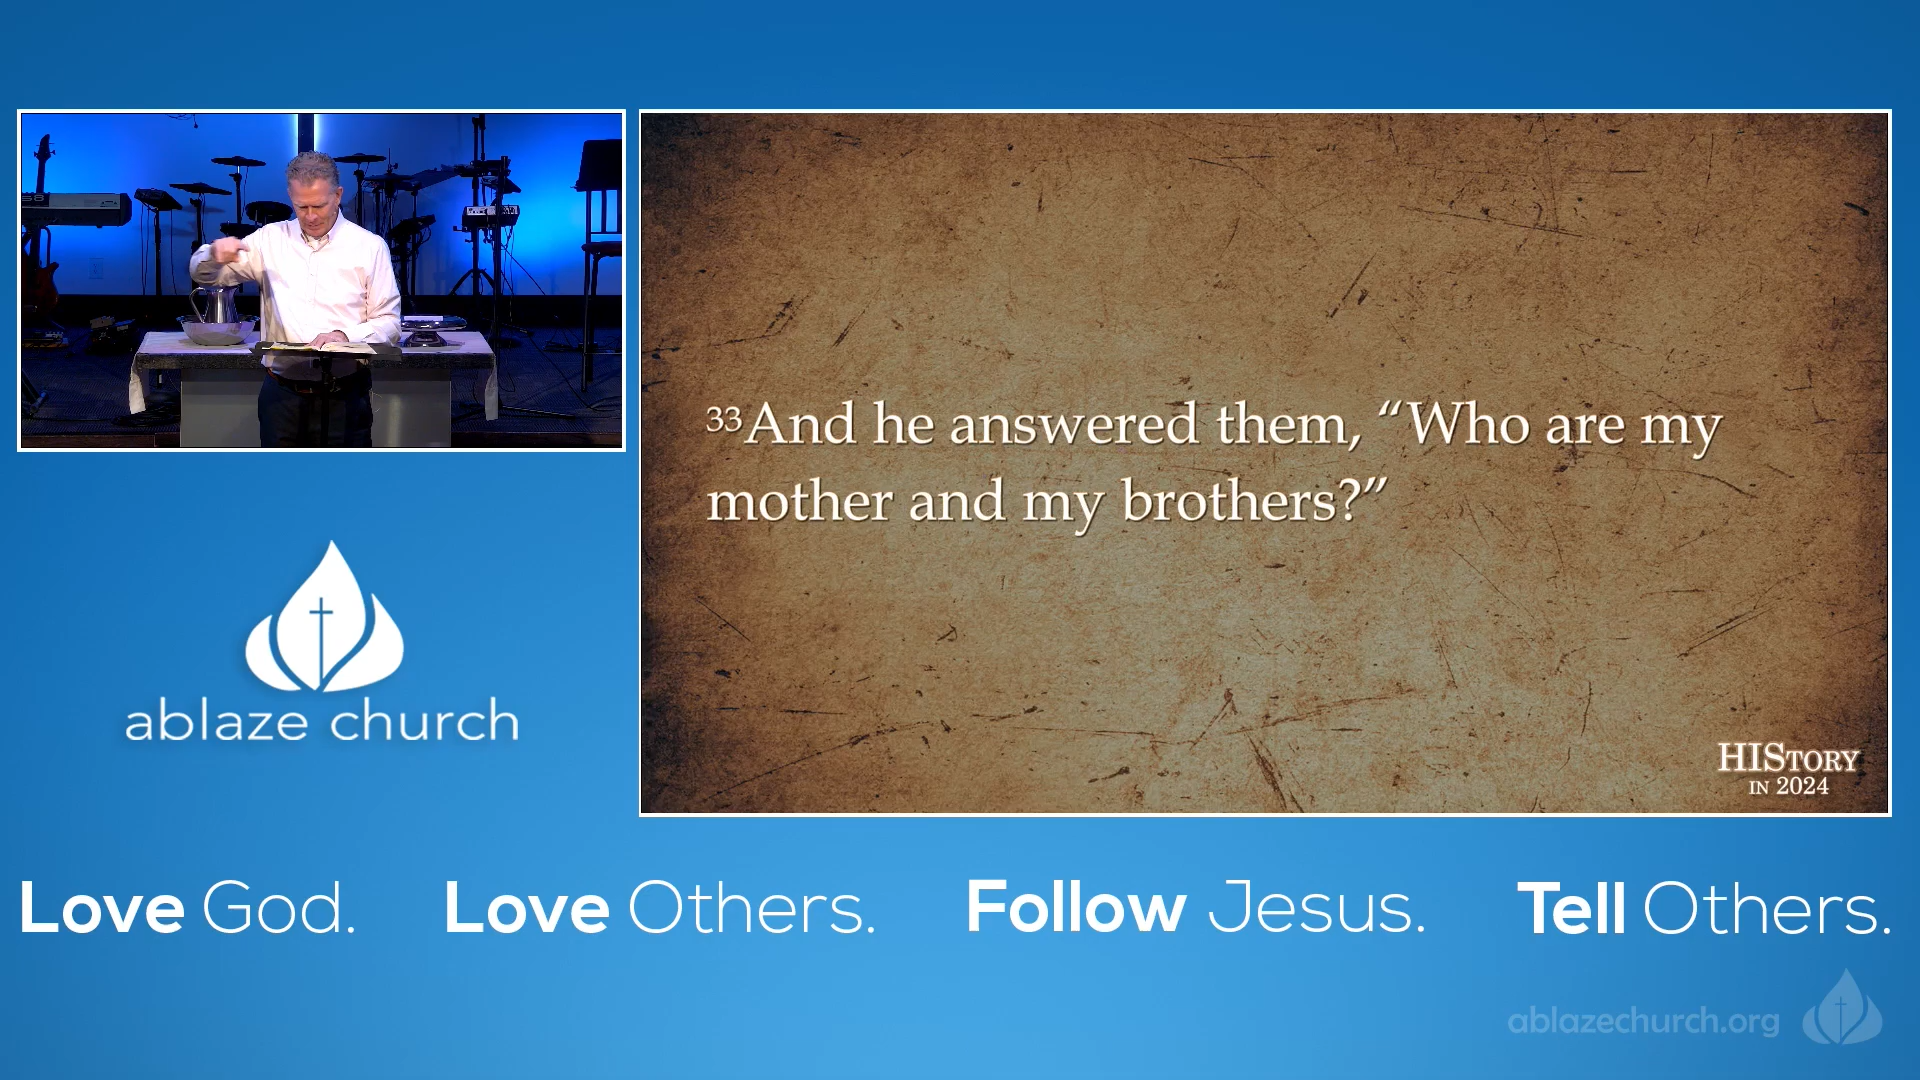 33And he answered them, “Who are my
mother and my brothers?”
HISTORY
IN 2024
ablaze church
Love God. Love Others. Follow Jesus. Tell Others.
ablazechurch.org